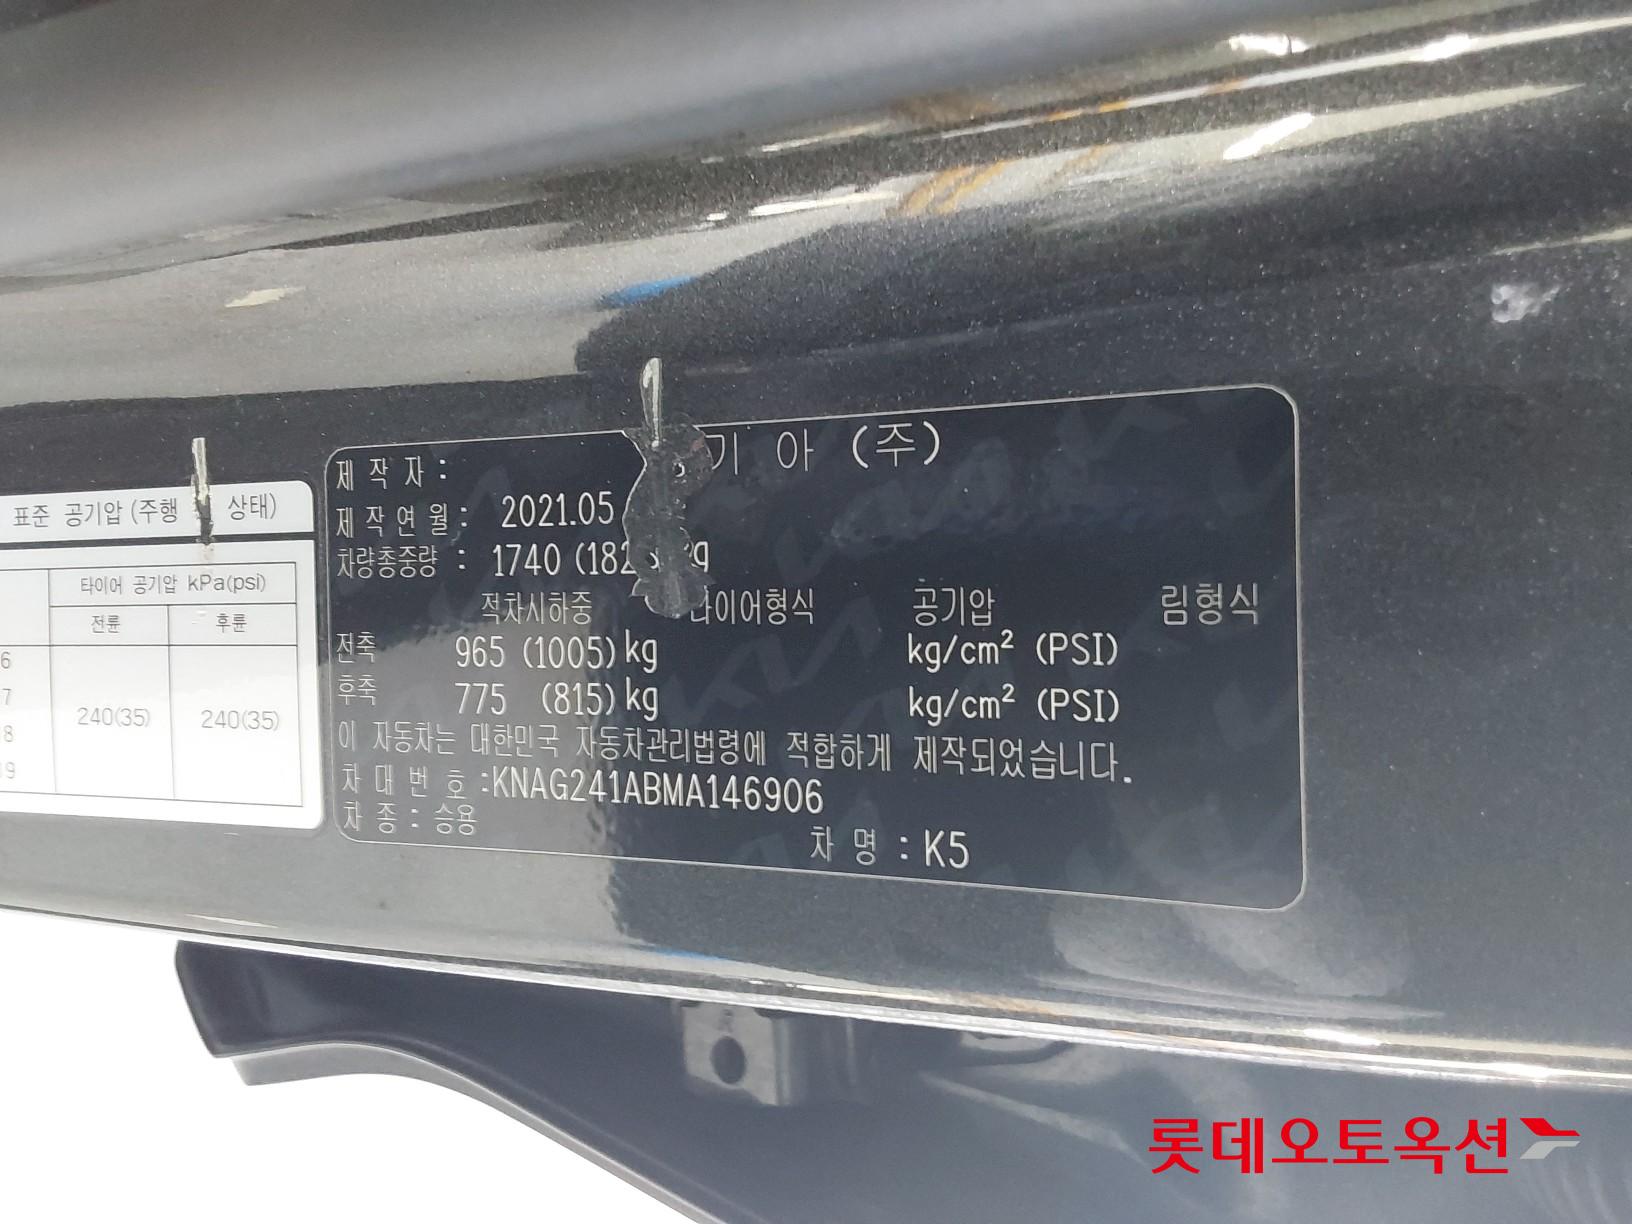 표준 공기압 (주행 상태)
타이어 공기압 kPa(psi)
전륜 후륜
6
7
8
19
240(35) 240(35)
제 작 자 : 기 아 (주)
제 작 연 월 : 2021.05
차량총중량 : 1740
적차시하중 타이어형식 공기압 림형식
전축 965 (1005) kg kg/cm² (PSI)
후축 775 (815) kg kg/cm² (PSI)
이 자동차는 대한민국 자동차관리법령에 적합하게 제작되었습니다.
차 대 번 호 : KNAG241ABMA146906
차 종 : 승용 차 명 : K5
롯데오토옥션